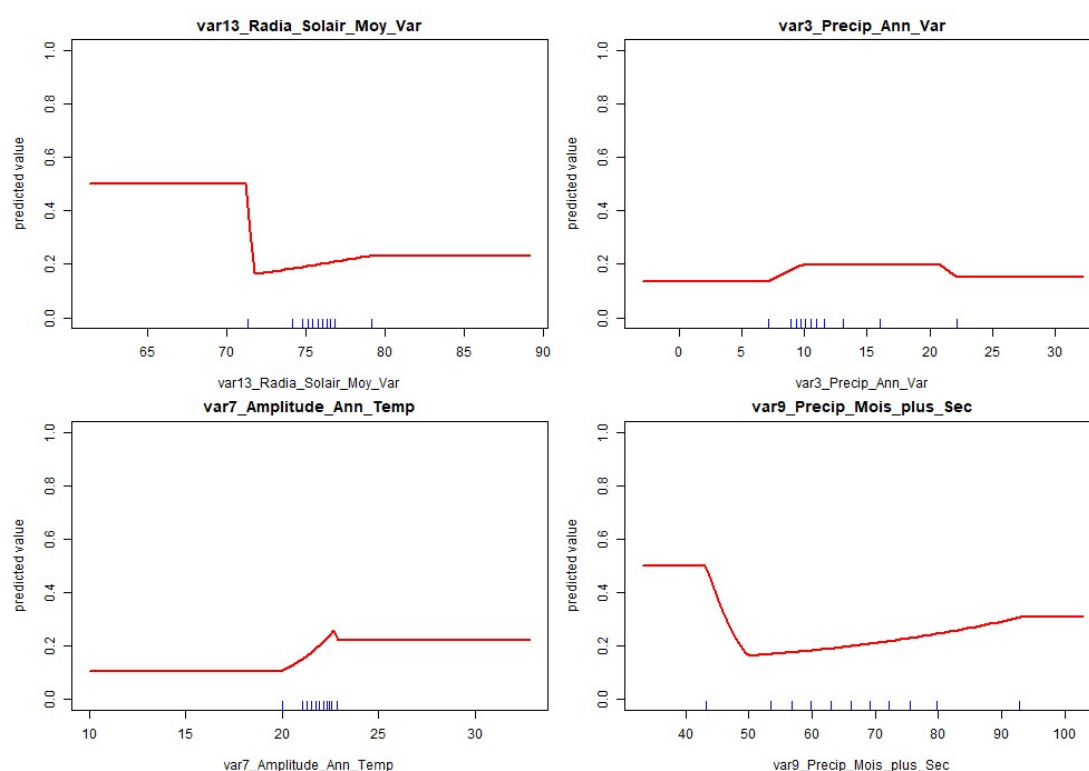 var13_Radia_Solair_Moy_Var
predicted value
0.0 0.2 0.4 0.6 0.8 1.0
65 70 75 80 85 90
var13_Radia_Solair_Moy_Var
var3_Precip_Ann_Var
predicted value
0.0 0.2 0.4 0.6 0.8 1.0
0 5 10 15 20 25 30
var3_Precip_Ann_Var
var7_Amplitude_Ann_Temp
predicted value
0.0 0.2 0.4 0.6 0.8 1.0
10 15 20 25 30
var7_Amplitude_Ann_Temp
var9_Precip_Mois_plus_Sec
predicted value
0.0 0.2 0.4 0.6 0.8 1.0
40 50 60 70 80 90 100
var9_Precip_Mois_plus_Sec